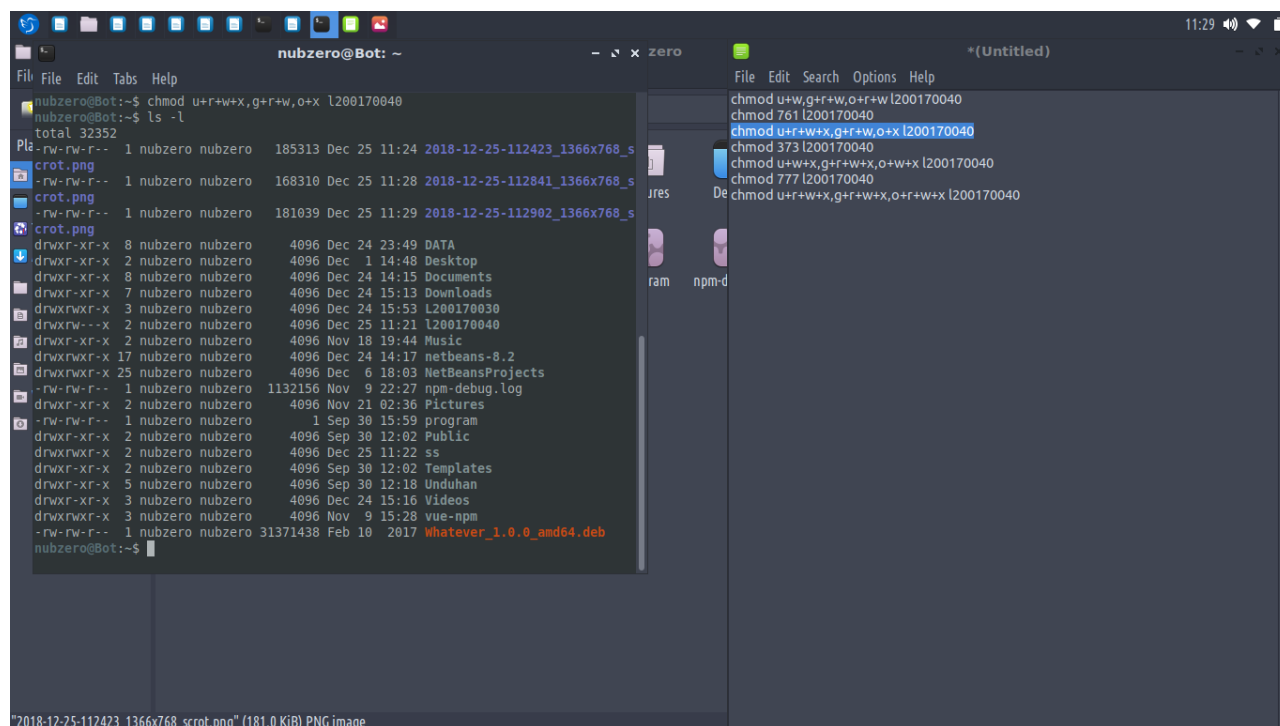 11:29
nubzero@Bot: ~
zero
*(Untitled)
File Edit Tabs Help
File Edit Search Options Help
nubzero@Bot:~$ chmod u+r+w+x,g+r+w,o+x l200170040
nubzero@Bot:~$ ls -l
total 32352
-rw-rw-r-- 1 nubzero nubzero 185313 Dec 25 11:24 2018-12-25-112423_1366x768_s
crot.png
-rw-rw-r-- 1 nubzero nubzero 168310 Dec 25 11:28 2018-12-25-112841_1366x768_s
crot.png
-rw-rw-r-- 1 nubzero nubzero 181039 Dec 25 11:29 2018-12-25-112902_1366x768_s
crot.png
drwxr-xr-x 8 nubzero nubzero 4096 Dec 24 23:49 DATA
drwxr-xr-x 2 nubzero nubzero 4096 Dec 1 14:48 Desktop
drwxr-xr-x 8 nubzero nubzero 4096 Dec 24 14:15 Documents
drwxr-xr-x 7 nubzero nubzero 4096 Dec 24 15:13 Downloads
drwxrwxr-x 3 nubzero nubzero 4096 Dec 24 15:53 L200170030
drwxrw---x 2 nubzero nubzero 4096 Dec 25 11:21 l200170040
drwxr-xr-x 2 nubzero nubzero 4096 Nov 18 19:44 Music
drwxrwxr-x 17 nubzero nubzero 4096 Dec 24 14:17 netbeans-8.2
drwxrwxr-x 25 nubzero nubzero 4096 Dec 6 18:03 NetBeansProjects
-rw-rw-r-- 1 nubzero nubzero 1132156 Nov 9 22:27 npm-debug.log
drwxr-xr-x 2 nubzero nubzero 4096 Nov 21 02:36 Pictures
-rw-rw-r-- 1 nubzero nubzero 1 Sep 30 15:59 program
drwxr-xr-x 2 nubzero nubzero 4096 Sep 30 12:02 Public
drwxrwxr-x 2 nubzero nubzero 4096 Dec 25 11:22 ss
drwxr-xr-x 2 nubzero nubzero 4096 Sep 30 12:02 Templates
drwxr-xr-x 5 nubzero nubzero 4096 Sep 30 12:18 Unduhan
drwxr-xr-x 3 nubzero nubzero 4096 Dec 24 15:16 Videos
drwxrwxr-x 3 nubzero nubzero 4096 Nov 9 15:28 vue-npm
-rw-rw-r-- 1 nubzero nubzero 31371438 Feb 10 2017 Whatever_1.0.0_amd64.deb
nubzero@Bot:~$
ures
De
ram
npm-d
chmod u+w,g+r+w,o+r+w l200170040
chmod 761 l200170040
chmod u+r+w+x,g+r+w,o+x l200170040
chmod 373 l200170040
chmod u+w+x,g+r+w+x,o+w+x l200170040
chmod 777 l200170040
chmod u+r+w+x,g+r+w+x,o+r+w+x l200170040
"2018-12-25-112423_1366x768_scrot.png" (181.0 KiB) PNG image